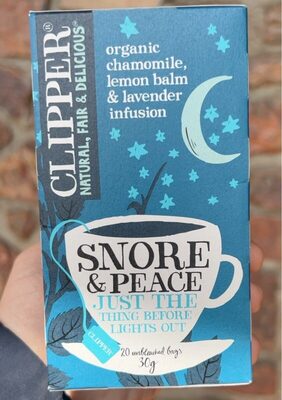 CLIPPER®
NATURAL, FAIR & DELICIOUS®
organic
chamomile,
lemon balm
& lavender
infusion
SNORE
& PEACE
JUST THE
THING BEFORE
LIGHTS OUT
CLIPPER
20 unbleached bags
30g